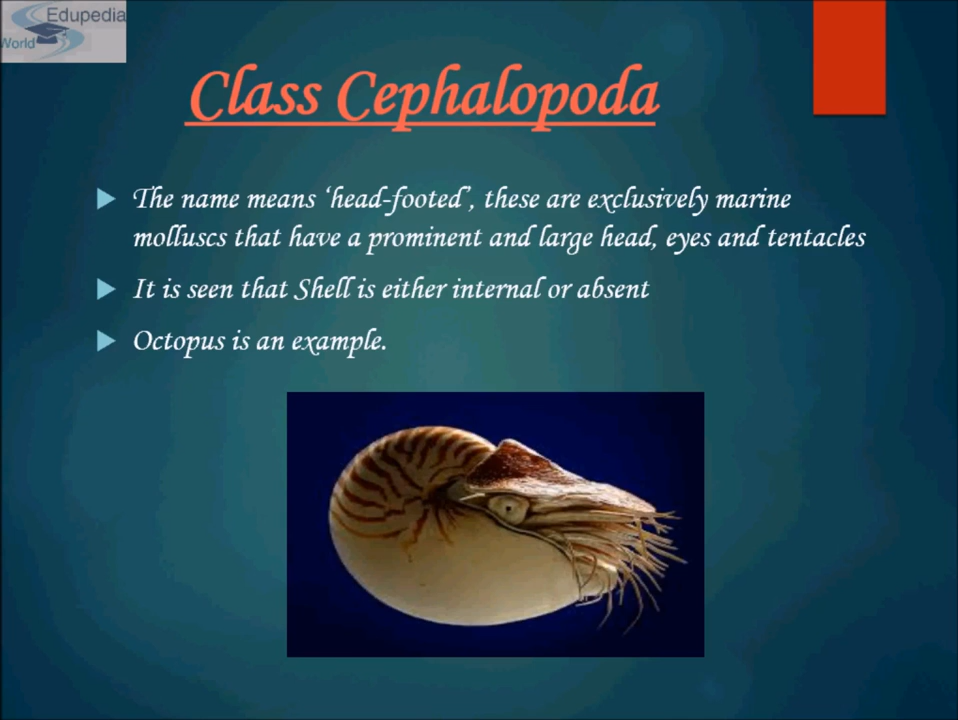 Edupedia
World
Class Cephalopoda
The name means ‘head-footed’, these are exclusively marine
molluscs that have a prominent and large head, eyes and tentacles
It is seen that Shell is either internal or absent
Octopus is an example.